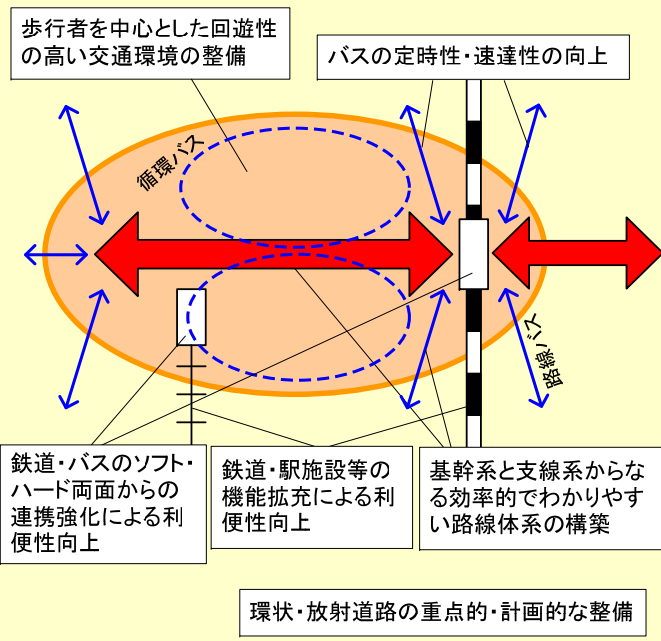 歩行者を中心とした回遊性
の高い交通環境の整備
バスの定時性・速達性の向上
循環バス
路線バス
鉄道・バスのソフト・
ハード両面からの
連携強化による利
便性向上
鉄道・駅施設等の
機能拡充による利
便性向上
基幹系と支線系からな
る効率的でわかりやす
い路線体系の構築
環状・放射道路の重点的・計画的な整備